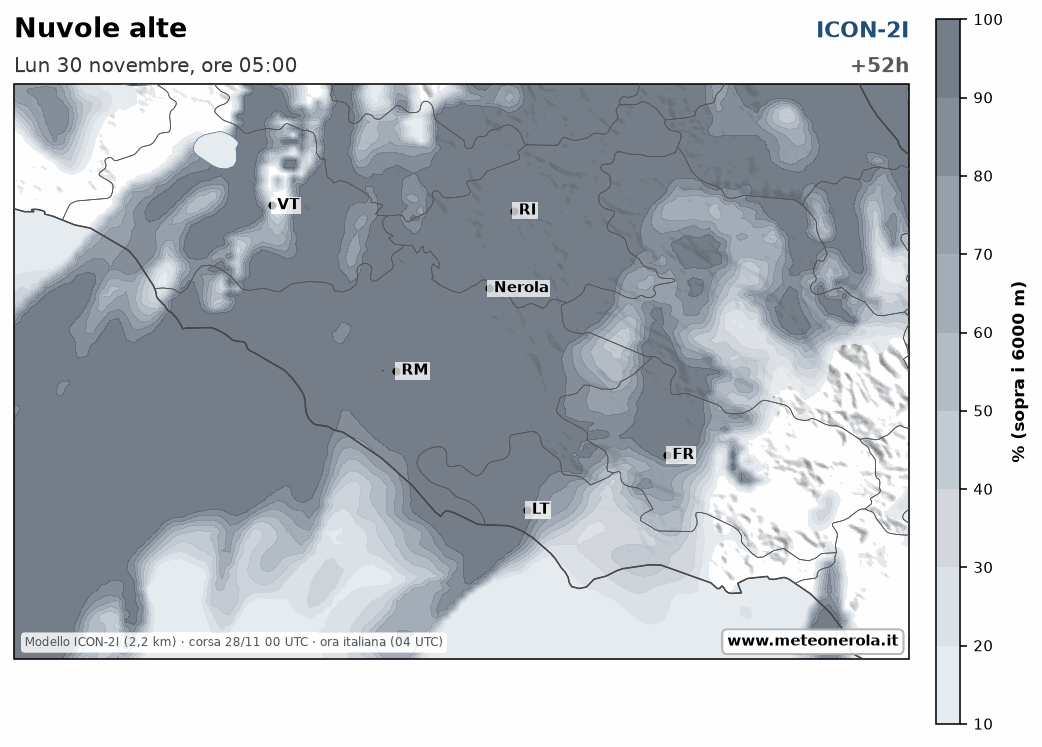 Nuvole alte
ICON-2I
Lun 30 novembre, ore 05:00
+52h
VT
RI
Nerola
RM
FR
LT
Modello ICON-2I (2,2 km) · corsa 28/11 00 UTC · ora italiana (04 UTC)
www.meteonerola.it
100
90
80
70
60
50
40
30
20
10
% (sopra i 6000 m)